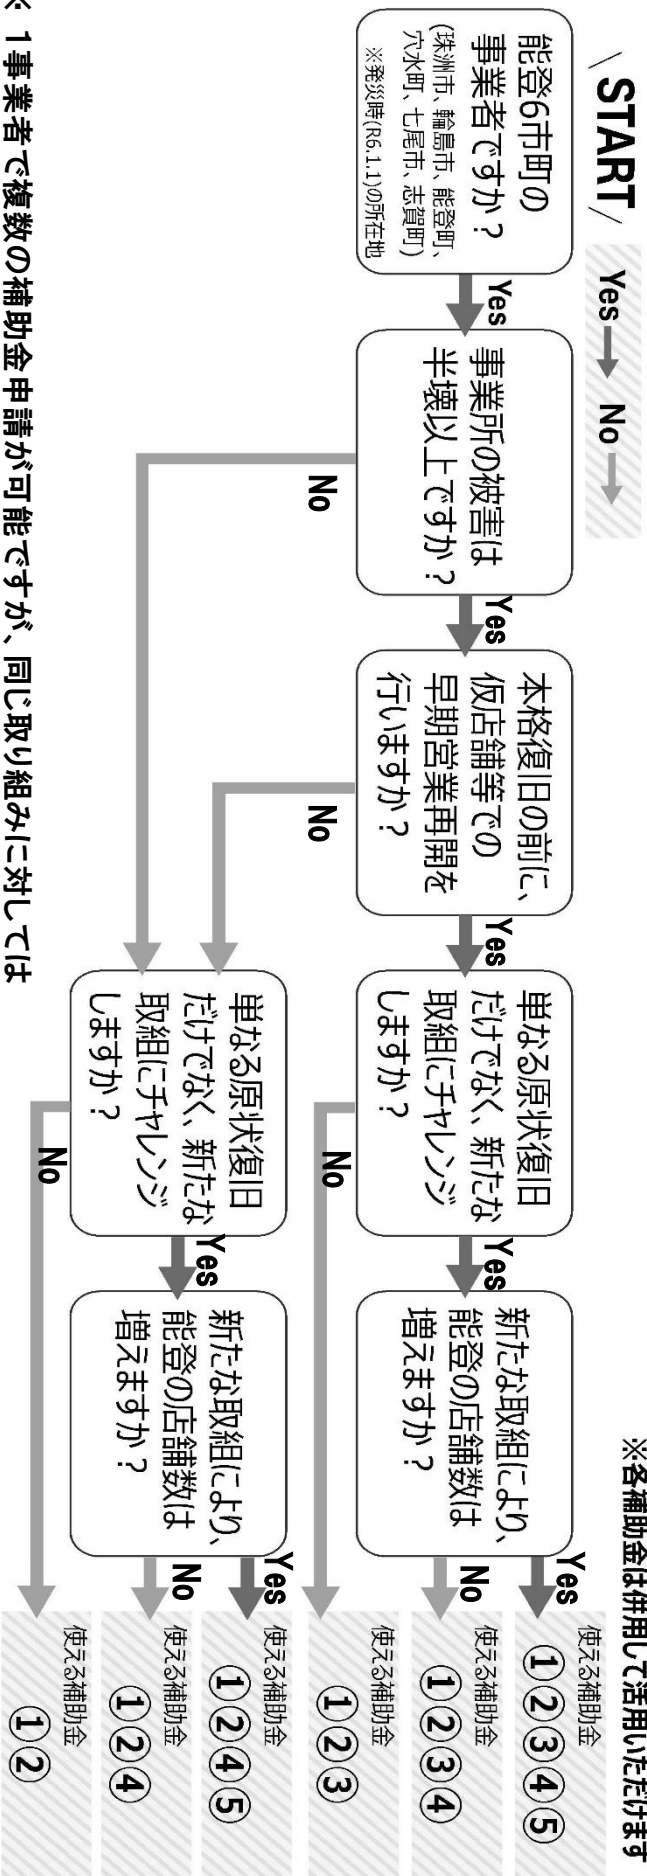 START
Yes No
※各補助金は併用して活用いただけます
能登6市町の
事業者ですか？
(珠洲市、輪島市、能登町、
穴水町、七尾市、志賀町)
※発災時(R6.1.1)の所在地
Yes
事業所の被害は
半壊以上ですか？
Yes
No
本格復旧の前に、
仮店舗等での
早期営業再開を
行いますか？
Yes
No
単なる原状復旧
だけでなく、新たな
取組にチャレンジ
しますか？
Yes
No
新たな取組により、
能登の店舗数は
増えますか？
Yes
No
使える補助金
①②③④⑤
使える補助金
①②③④
使える補助金
①②③
単なる原状復旧
だけでなく、新たな
取組にチャレンジ
しますか？
Yes
No
新たな取組により、
能登の店舗数は
増えますか？
Yes
No
使える補助金
①②④⑤
使える補助金
①②④
使える補助金
①②
※ 1事業者で複数の補助金申請が可能ですが、同じ取り組みに対しては